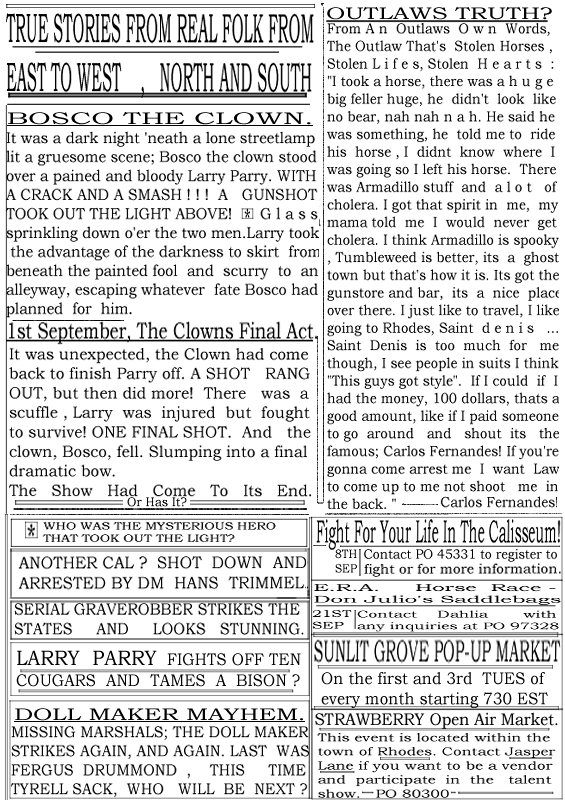 TRUE STORIES FROM REAL FOLK FROM
EAST TO WEST , NORTH AND SOUTH
BOSCO THE CLOWN.
It was a dark night 'neath a lone streetlamp
lit a gruesome scene; Bosco the clown stood
over a pained and bloody Larry Parry. WITH
A CRACK AND A SMASH ! ! ! A GUNSHOT
TOOK OUT THE LIGHT ABOVE! Glass
sprinkling down o'er the two men.Larry took
the advantage of the darkness to skirt from
beneath the painted fool and scurry to an
alleyway, escaping whatever fate Bosco had
planned for him.
1st September, The Clowns Final Act.
It was unexpected, the Clown had come
back to finish Parry off. A SHOT RANG
OUT, but then did more! There was a
scuffle , Larry was injured but fought
to survive! ONE FINAL SHOT. And the
clown, Bosco, fell. Slumping into a final
dramatic bow.
The Show Had Come To Its End.
Or Has It?
WHO WAS THE MYSTERIOUS HERO
THAT TOOK OUT THE LIGHT?
ANOTHER CAL ? SHOT DOWN AND
ARRESTED BY DM HANS TRIMMEL.
SERIAL GRAVEROBBER STRIKES THE
STATES AND LOOKS STUNNING.
LARRY PARRY FIGHTS OFF TEN
COUGARS AND TAMES A BISON ?
DOLL MAKER MAYHEM.
MISSING MARSHALS; THE DOLL MAKER
STRIKES AGAIN, AND AGAIN. LAST WAS
FERGUS DRUMMOND , THIS TIME
TYRELL SACK, WHO WILL BE NEXT ?
OUTLAWS TRUTH?
From An Outlaws Own Words,
The Outlaw That's Stolen Horses ,
Stolen Lifes, Stolen Hearts :
"I took a horse, there was a huge
big feller huge, he didn't look like
no bear, nah nah nah. He said he
was something, he told me to ride
his horse , I didnt know where I
was going so I left his horse. There
was Armadillo stuff and alot of
cholera. I got that spirit in me, my
mama told me I would never get
cholera. I think Armadillo is spooky
, Tumbleweed is better, its a ghost
town but that's how it is. Its got the
gunstore and bar, its a nice place
over there. I just like to travel, I like
going to Rhodes, Saint denis ...
Saint Denis is too much for me
though, I see people in suits I think
"This guys got style". If I could if I
had the money, 100 dollars, thats a
good amount, like if I paid someone
to go around and shout its the
famous; Carlos Fernandes! If you're
gonna come arrest me I want Law
to come up to me not shoot me in
the back. " Carlos Fernandes!
Fight For Your Life In The Calisseum!
8TH Contact PO 45331 to register to
SEP fight or for more information.
E.R.A. Horse Race -
Don Julio's Saddlebags
21ST Contact Dahlia with
SEP any inquiries at PO 97328
SUNLIT GROVE POP-UP MARKET
On the first and 3rd TUES of
every month starting 730 EST
STRAWBERRY Open Air Market.
This event is located within the
town of Rhodes. Contact Jasper
Lane if you want to be a vendor
and participate in the talent
show.—PO 80300-